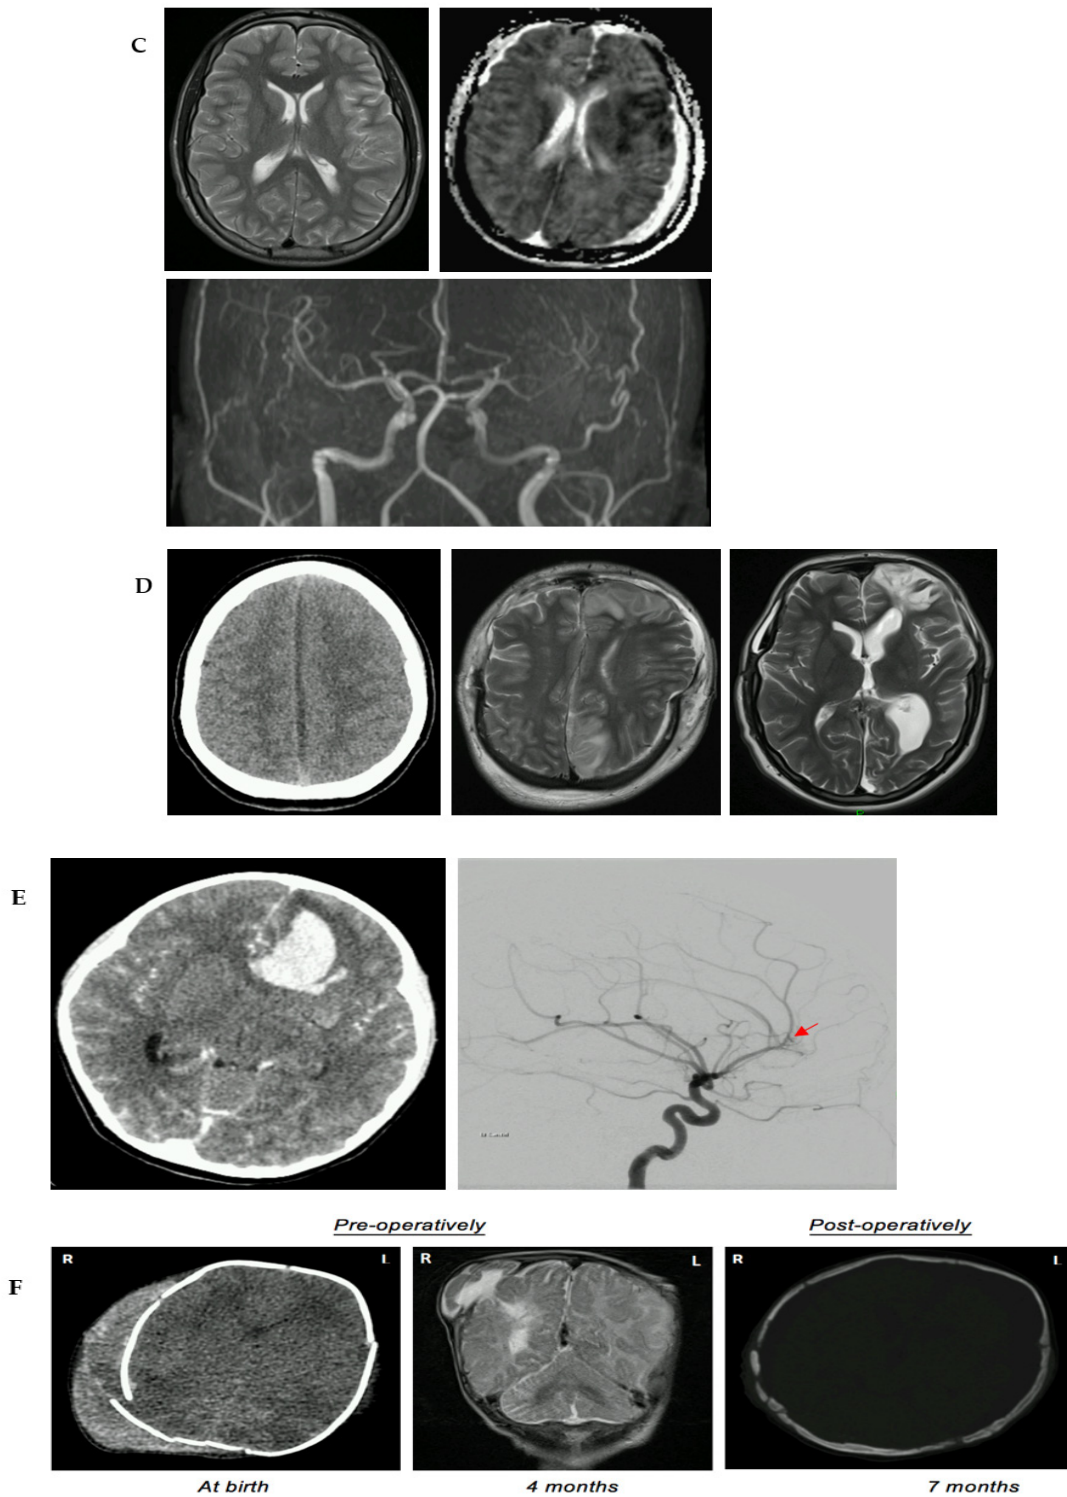 C
D
E
Pre-operatively
Post-operatively
F
R
L
R
L
R
L
At birth
4 months
7 months